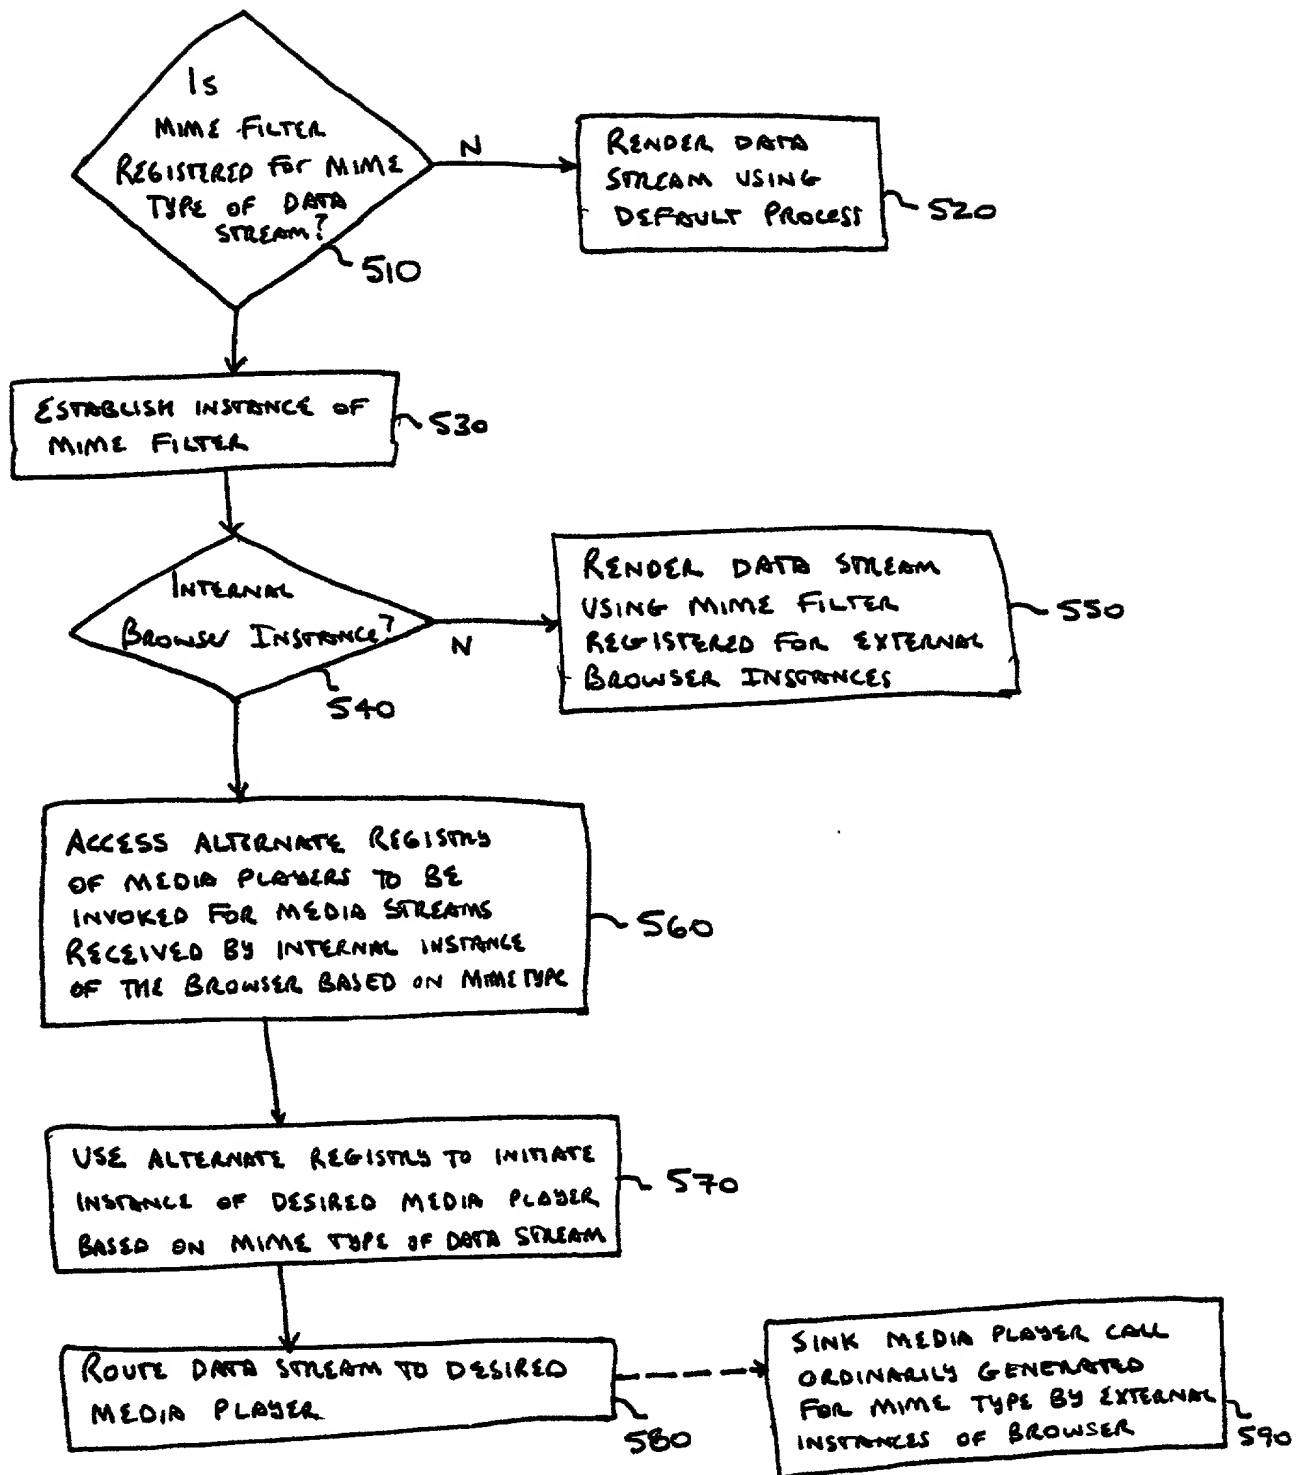 Is
MIME FILTER
REGISTERED FOR MIME
TYPE OF DATA
STREAM?
510
N
RENDER DATA
STREAM USING
DEFAULT PROCESS
520
ESTABLISH INSTANCE OF
MIME FILTER
530
INTERNAL
BROWSER INSTANCE?
540
N
RENDER DATA STREAM
USING MIME FILTER
REGISTERED FOR EXTERNAL
BROWSER INSTANCES
550
ACCESS ALTERNATE REGISTRY
OF MEDIA PLAYERS TO BE
INVOKED FOR MEDIA STREAMS
RECEIVED BY INTERNAL INSTANCE
OF THE BROWSER BASED ON MIME TYPE
560
USE ALTERNATE REGISTRY TO INITIATE
INSTANCE OF DESIRED MEDIA PLAYER
BASED ON MIME TYPE OF DATA STREAM
570
ROUTE DATA STREAM TO DESIRED
MEDIA PLAYER
580
SINK MEDIA PLAYER CALL
ORDINARILY GENERATED
FOR MIME TYPE BY EXTERNAL
INSTANCES OF BROWSER
590